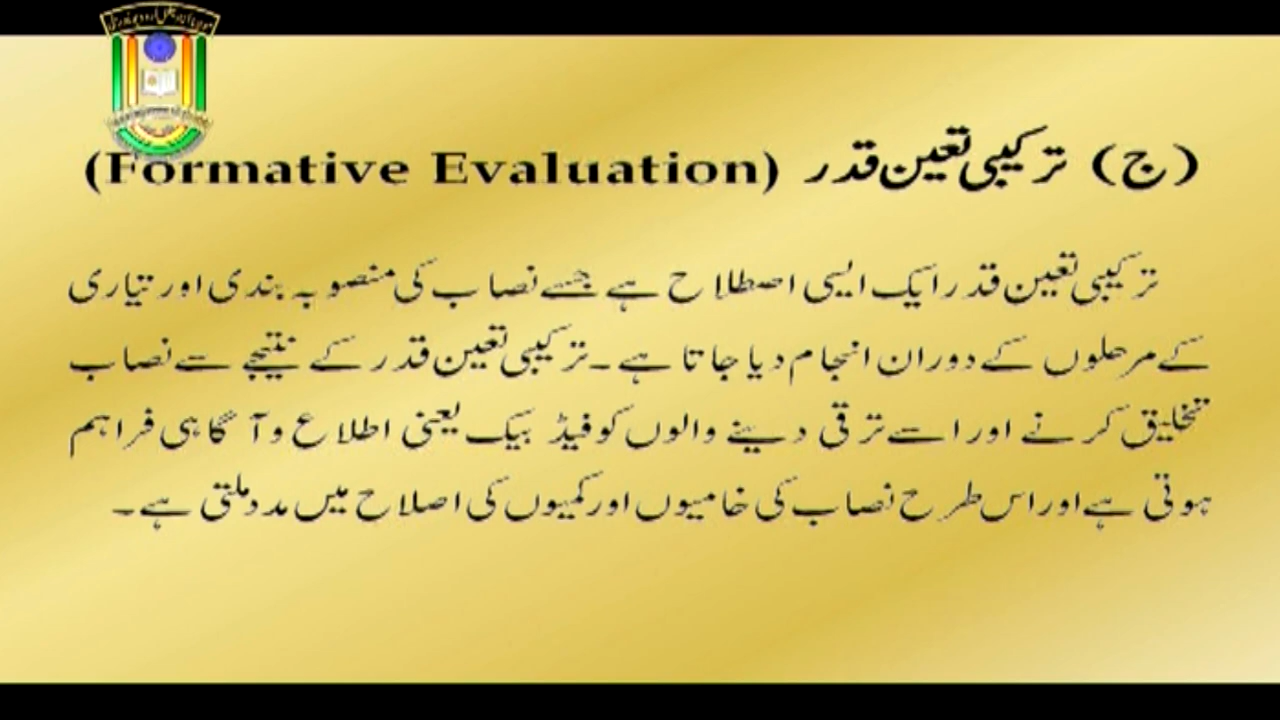 (ج) ترکیبی تعین قدر (Formative Evaluation)
ترکیبی تعین قدر ایک ایسی اصطلاح ہے جسے نصاب کی منصوبہ بندی اور تیاری
کے مرحلوں کے دوران انجام دیا جاتا ہے۔ ترکیبی تعین قدر کے نتیجے سے نصاب
تخلیق کرنے اور اسے ترقی دینے والوں کو فیڈ بیک یعنی اطلاع و آگاہی فراہم
ہوتی ہے اور اس طرح نصاب کی خامیوں اور کمیوں کی اصلاح میں مدد ملتی ہے۔